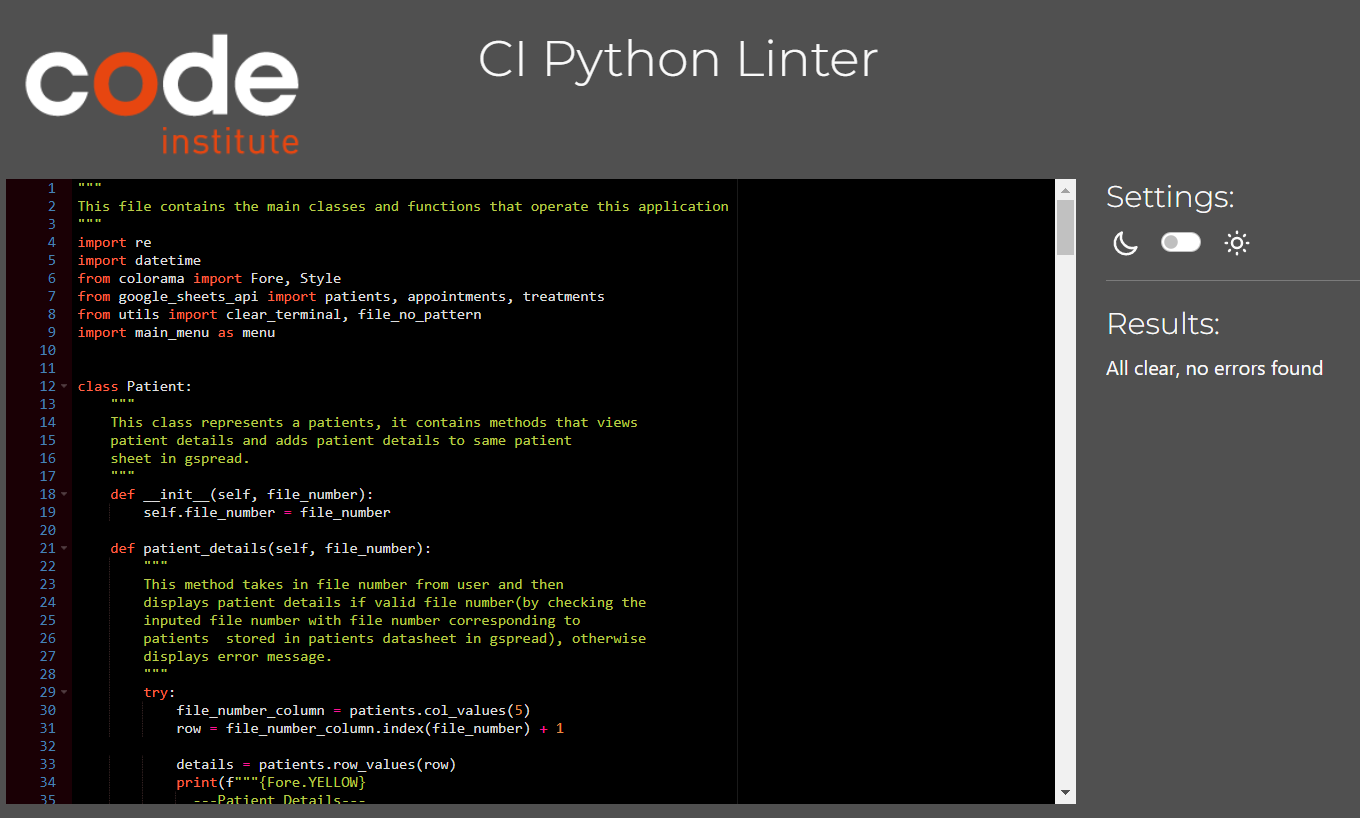 code
institute
CI Python Linter
1 """
2 This file contains the main classes and functions that operate this application
3 """
4 import re
5 import datetime
6 from colorama import Fore, Style
7 from google_sheets_api import patients, appointments, treatments
8 from utils import clear_terminal, file_no_pattern
9 import main_menu as menu
10
11
12 class Patient:
13     """
14     This class represents a patients, it contains methods that views
15     patient details and adds patient details to same patient
16     sheet in gspread.
17     """
18     def __init__(self, file_number):
19         self.file_number = file_number
20
21     def patient_details(self, file_number):
22         """
23         This method takes in file number from user and then
24         displays patient details if valid file number(by checking the
25         inputed file number with file number corresponding to
26         patients  stored in patients datasheet in gspread), otherwise
27         displays error message.
28         """
29         try:
30             file_number_column = patients.col_values(5)
31             row = file_number_column.index(file_number) + 1
32
33             details = patients.row_values(row)
34             print(f"""{Fore.YELLOW}
35               ---Patient Details---
Settings:
Results:
All clear, no errors found